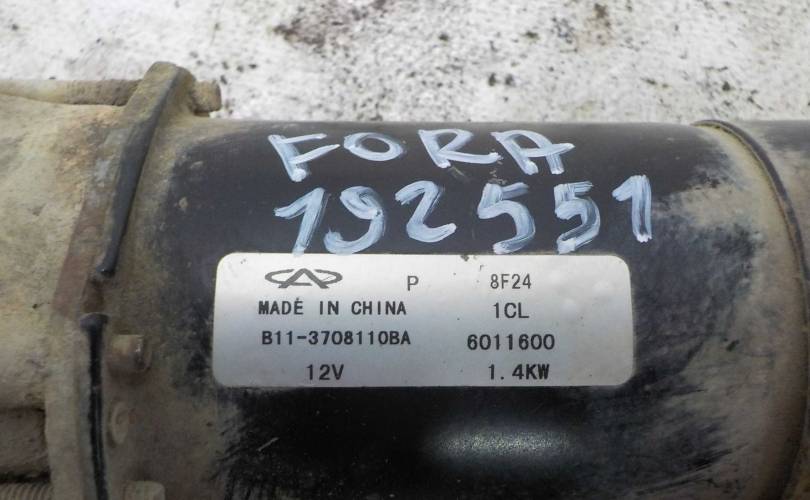 FORA
192551
P 8F24
MADE IN CHINA 1CL
B11-3708110BA 6011600
12V 1.4KW